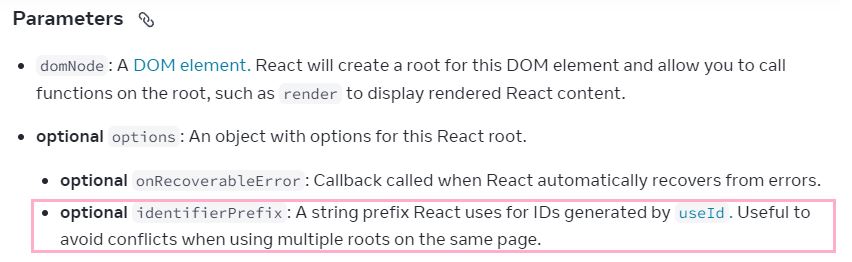 Parameters
• domNode: A DOM element. React will create a root for this DOM element and allow you to call
functions on the root, such as render to display rendered React content.
• optional options: An object with options for this React root.
• optional onRecoverableError: Callback called when React automatically recovers from errors.
• optional identifierPrefix: A string prefix React uses for IDs generated by useId. Useful to
avoid conflicts when using multiple roots on the same page.